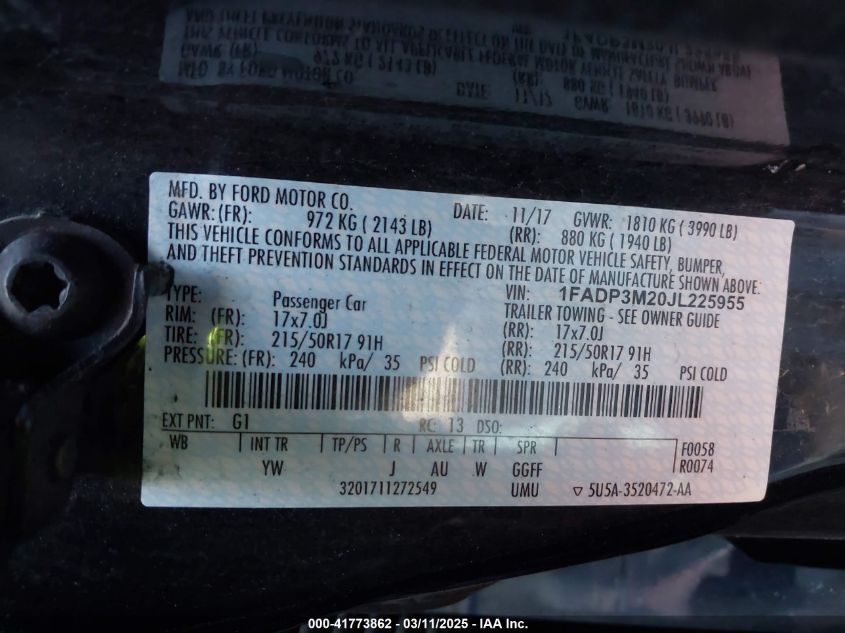 MFD. BY FORD MOTOR CO.
DATE: 11/17 GVWR: 1810 KG ( 3990 LB)
GAWR: (FR): 972 KG ( 2143 LB) (RR): 880 KG ( 1940 LB)
THIS VEHICLE CONFORMS TO ALL APPLICABLE FEDERAL MOTOR VEHICLE SAFETY, BUMPER,
AND THEFT PREVENTION STANDARDS IN EFFECT ON THE DATE OF MANUFACTURE SHOWN ABOVE.
VIN: 1FADP3M20JL225955
TYPE: Passenger Car TRAILER TOWING - SEE OWNER GUIDE
RIM: (FR): 17x7.0J (RR): 17x7.0J
TIRE: (FR): 215/50R17 91H (RR): 215/50R17 91H
PRESSURE: (FR): 240 kPa/ 35 PSI COLD (RR): 240 kPa/ 35 PSI COLD
EXT PNT: G1 RC: 13 DSO:
WB INT TR TP/PS R AXLE TR SPR F0058
YW J AU W GGFF R0074
3201711272549 UMU ▽ 5U5A-3520472-AA
000-41773862 - 03/11/2025 - IAA Inc.